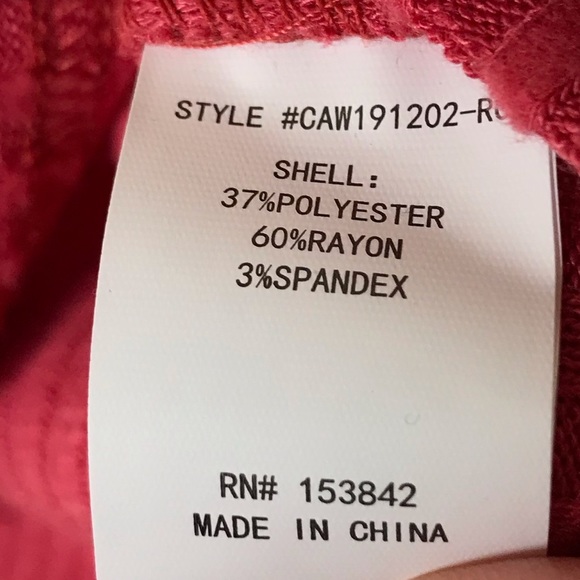 STYLE #CAW191202-R
SHELL:
37%POLYESTER
60%RAYON
3%SPANDEX
RN# 153842
MADE IN CHINA